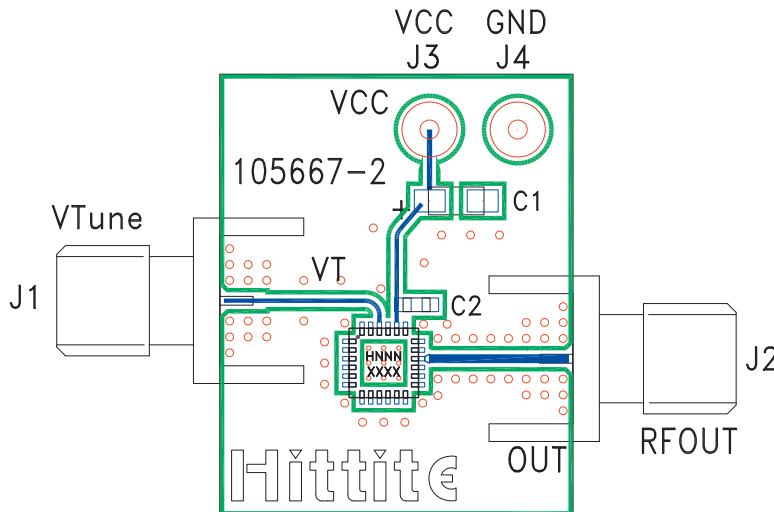 VCC GND
J3 J4
VCC
105667-2
C1
VTune
J1
VT
C2
HNNN
XXXX
J2
RFOUT
OUT
Hittite